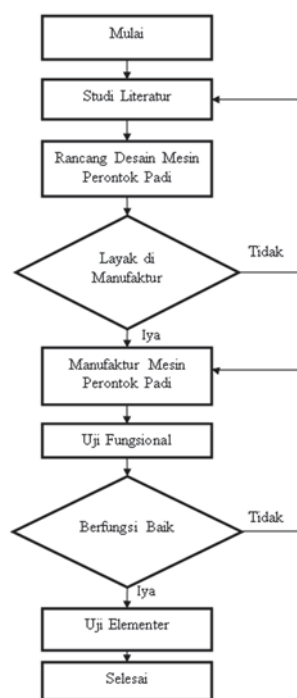 Mulai
Studi Literatur
Rancang Desain Mesin
Perontok Padi
Layak di
Manufaktur
Tidak
Iya
Manufaktur Mesin
Perontok Padi
Uji Fungsional
Berfungsi Baik
Tidak
Iya
Uji Elementer
Selesai